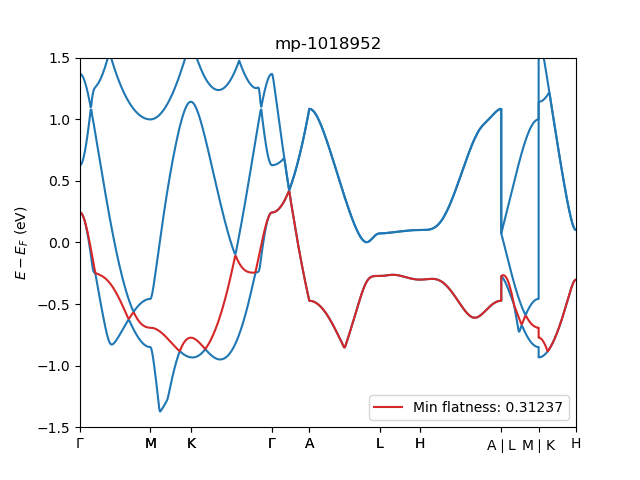 mp-1018952
1.5
1.0
0.5
0.0
−0.5
−1.0
−1.5
E − E_F (eV)
Min flatness: 0.31237
Γ M K Γ A L H A | L M | K H